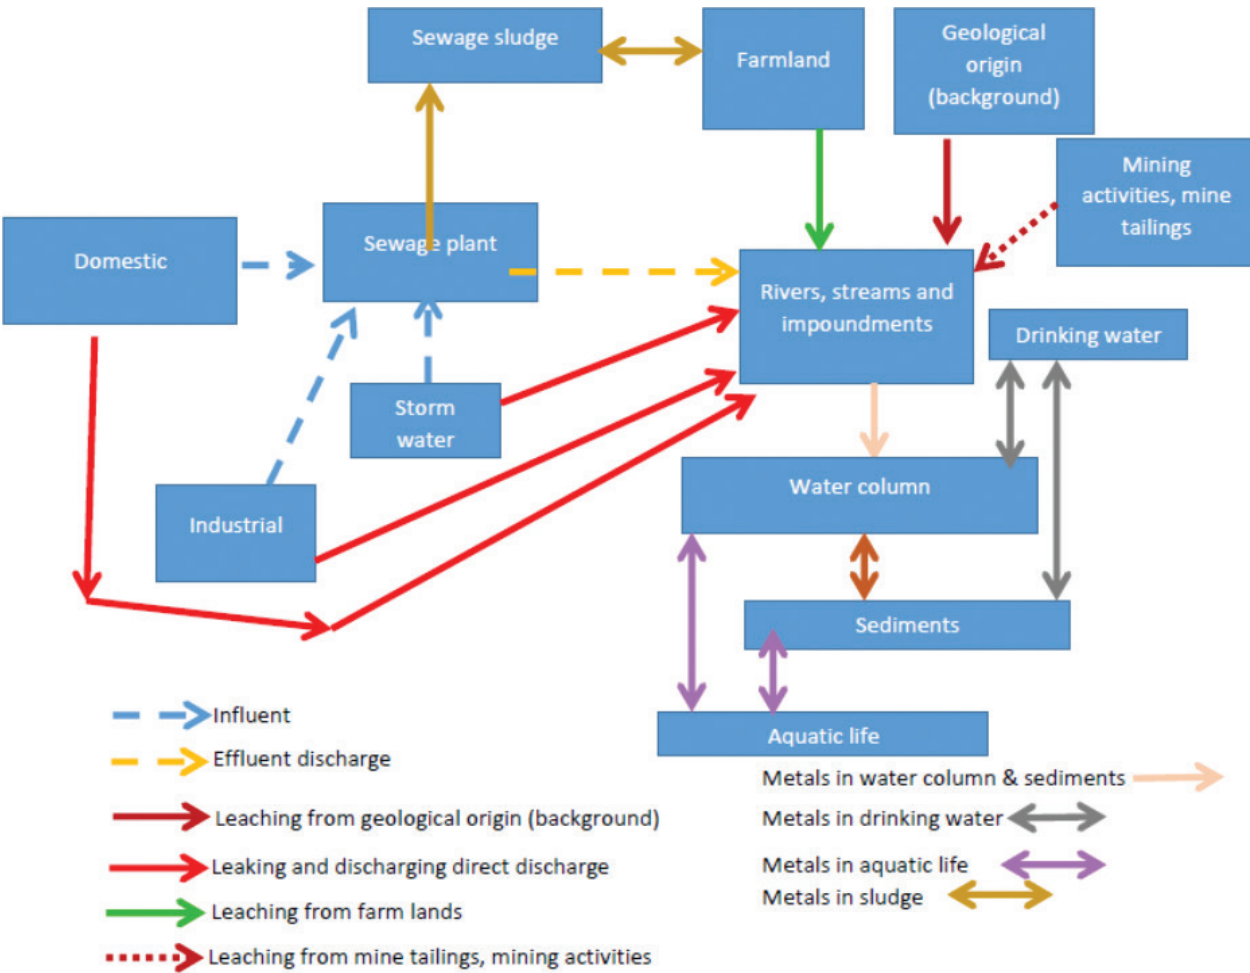 Sewage sludge
Farmland
Geological
origin
(background)
Mining
activities, mine
tailings
Domestic
Sewage plant
Rivers, streams and
impoundments
Drinking water
Storm
water
Water column
Industrial
Sediments
Aquatic life
Influent
Effluent discharge
Leaching from geological origin (background)
Leaking and discharging direct discharge
Leaching from farm lands
Leaching from mine tailings, mining activities
Metals in water column & sediments
Metals in drinking water
Metals in aquatic life
Metals in sludge